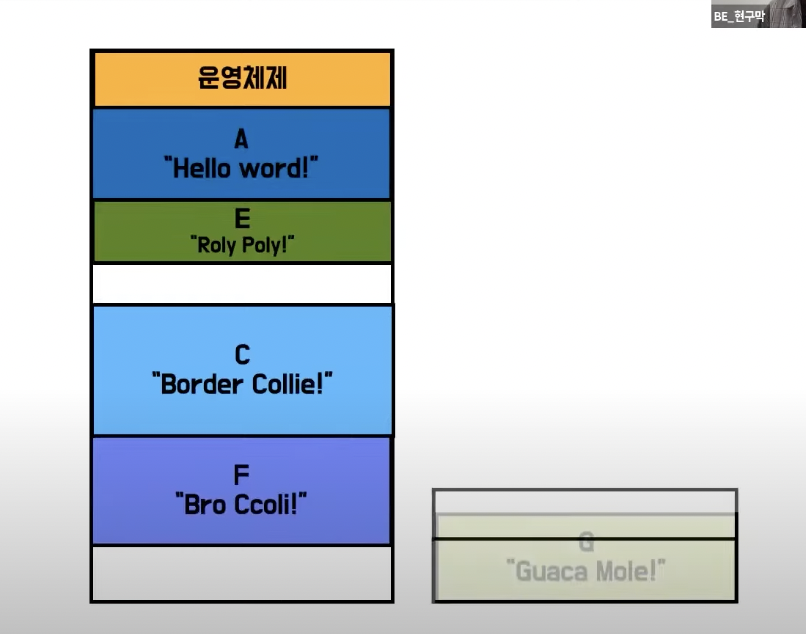 BE_현구막
운영체제
A
"Hello word!"
E
"Roly Poly!"
C
"Border Collie!"
F
"Bro Ccoli!"
G
"Guaca Mole!"